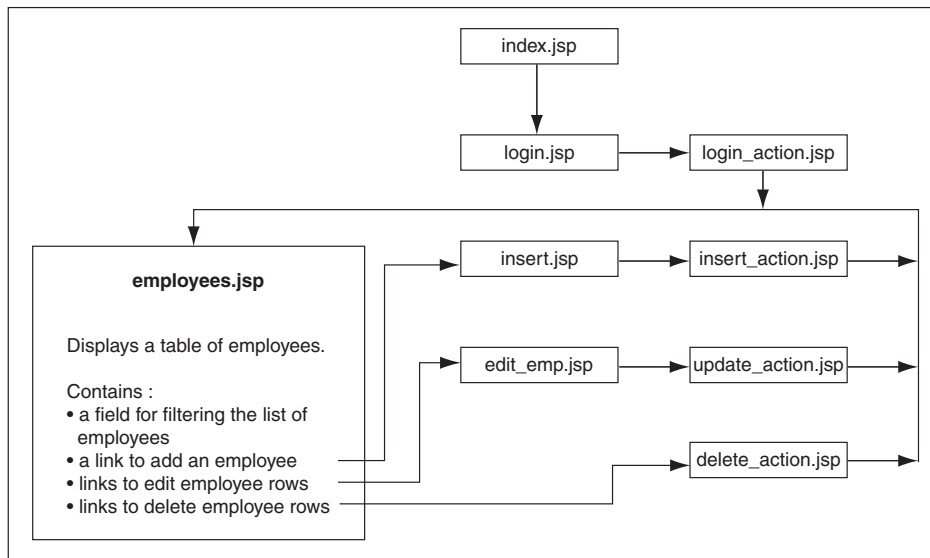 index.jsp
login.jsp
login_action.jsp
employees.jsp
Displays a table of employees.
Contains :
• a field for filtering the list of
employees
• a link to add an employee
• links to edit employee rows
• links to delete employee rows
insert.jsp
insert_action.jsp
edit_emp.jsp
update_action.jsp
delete_action.jsp